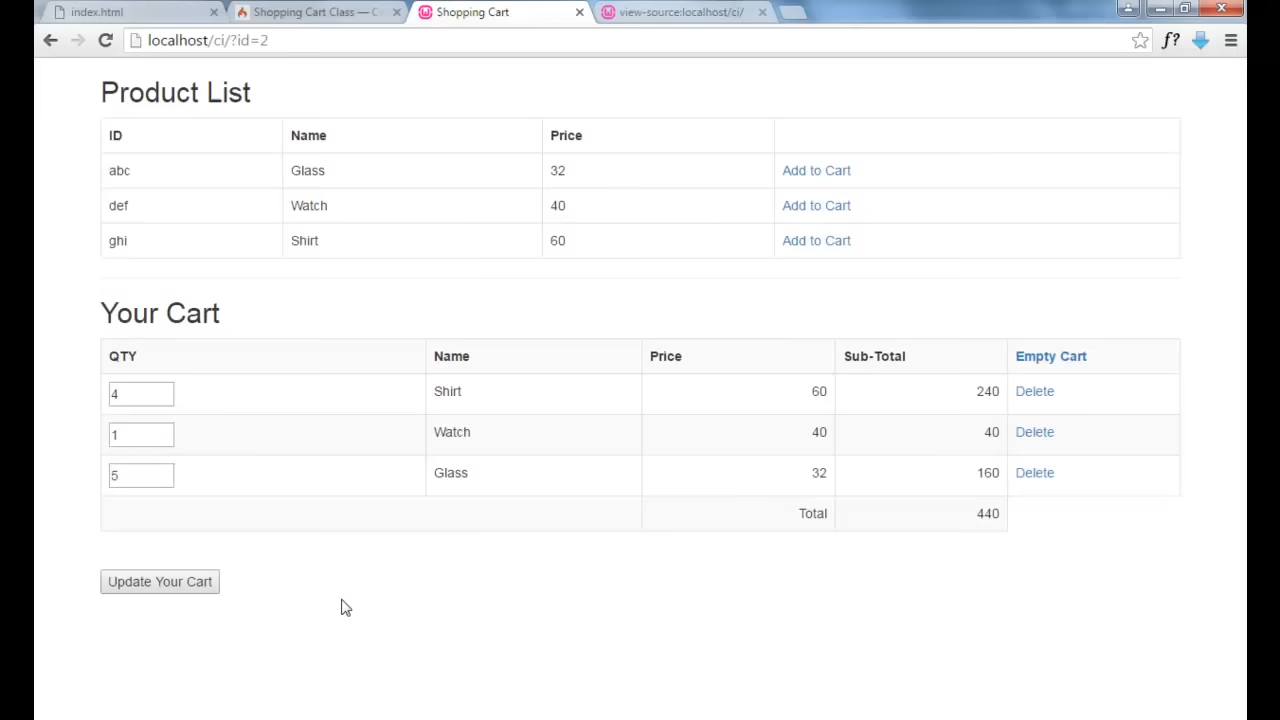 index.html
Shopping Cart Class — C
Shopping Cart
view-source:localhost/ci/
localhost/ci/?id=2
f?
Product List
ID Name Price
abc Glass 32 Add to Cart
def Watch 40 Add to Cart
ghi Shirt 60 Add to Cart
Your Cart
QTY Name Price Sub-Total Empty Cart
4 Shirt 60 240 Delete
1 Watch 40 40 Delete
5 Glass 32 160 Delete
Total 440
Update Your Cart